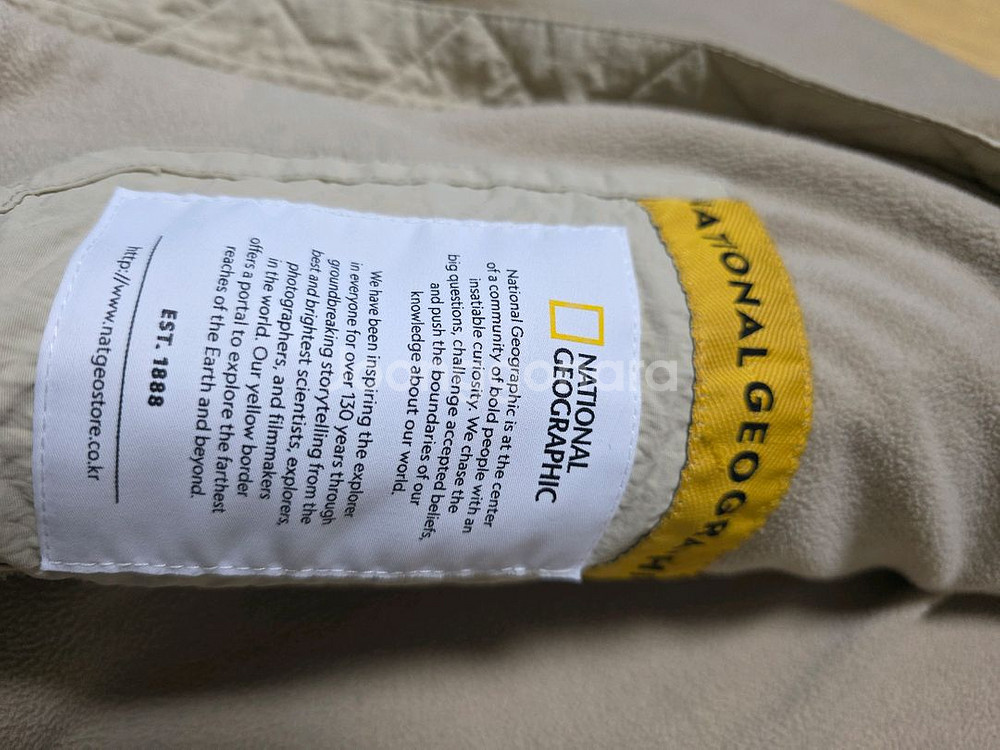 NATIONAL GEOGRAPHIC
NATIONAL
GEOGRAPHIC
National Geographic is at the center
of a community of bold people with an
insatiable curiosity. We chase the
big questions, challenge accepted beliefs,
and push the boundaries of our
knowledge about our world.
We have been inspiring the explorer
in everyone for over 130 years through
groundbreaking storytelling from the
best and brightest scientists, explorers,
photographers, and filmmakers
in the world. Our yellow border
offers a portal to explore the farthest
reaches of the Earth and beyond.
EST. 1888
http://www.natgeostore.co.kr